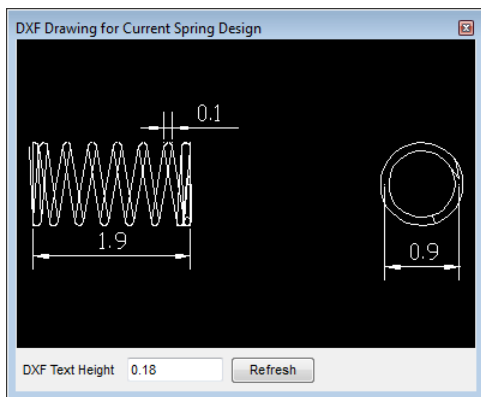 DXF Drawing for Current Spring Design
0.1
1.9
0.9
DXF Text Height 0.18 Refresh